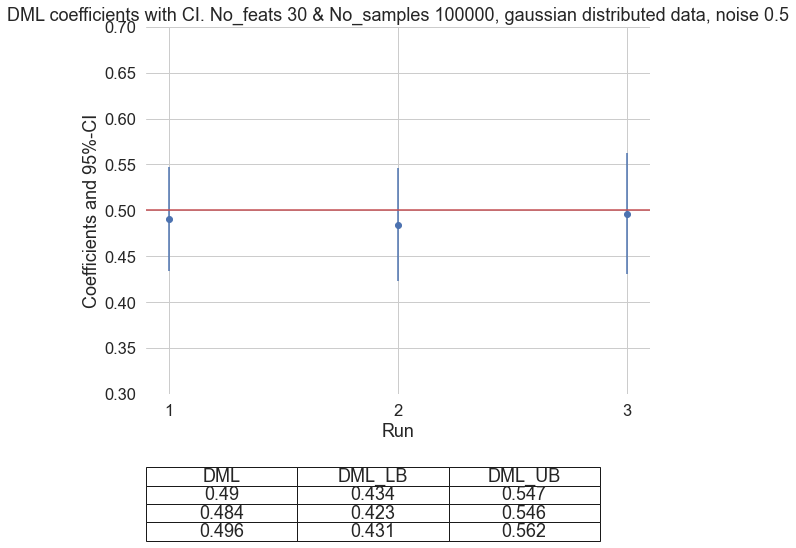 DML coefficients with CI. No_feats 30 & No_samples 100000, gaussian distributed data, noise 0.5
0.70
0.65
0.60
0.55
0.50
0.45
0.40
0.35
0.30
Coefficients and 95%-CI
1 2 3
Run
DML DML_LB DML_UB
0.49 0.434 0.547
0.484 0.423 0.546
0.496 0.431 0.562